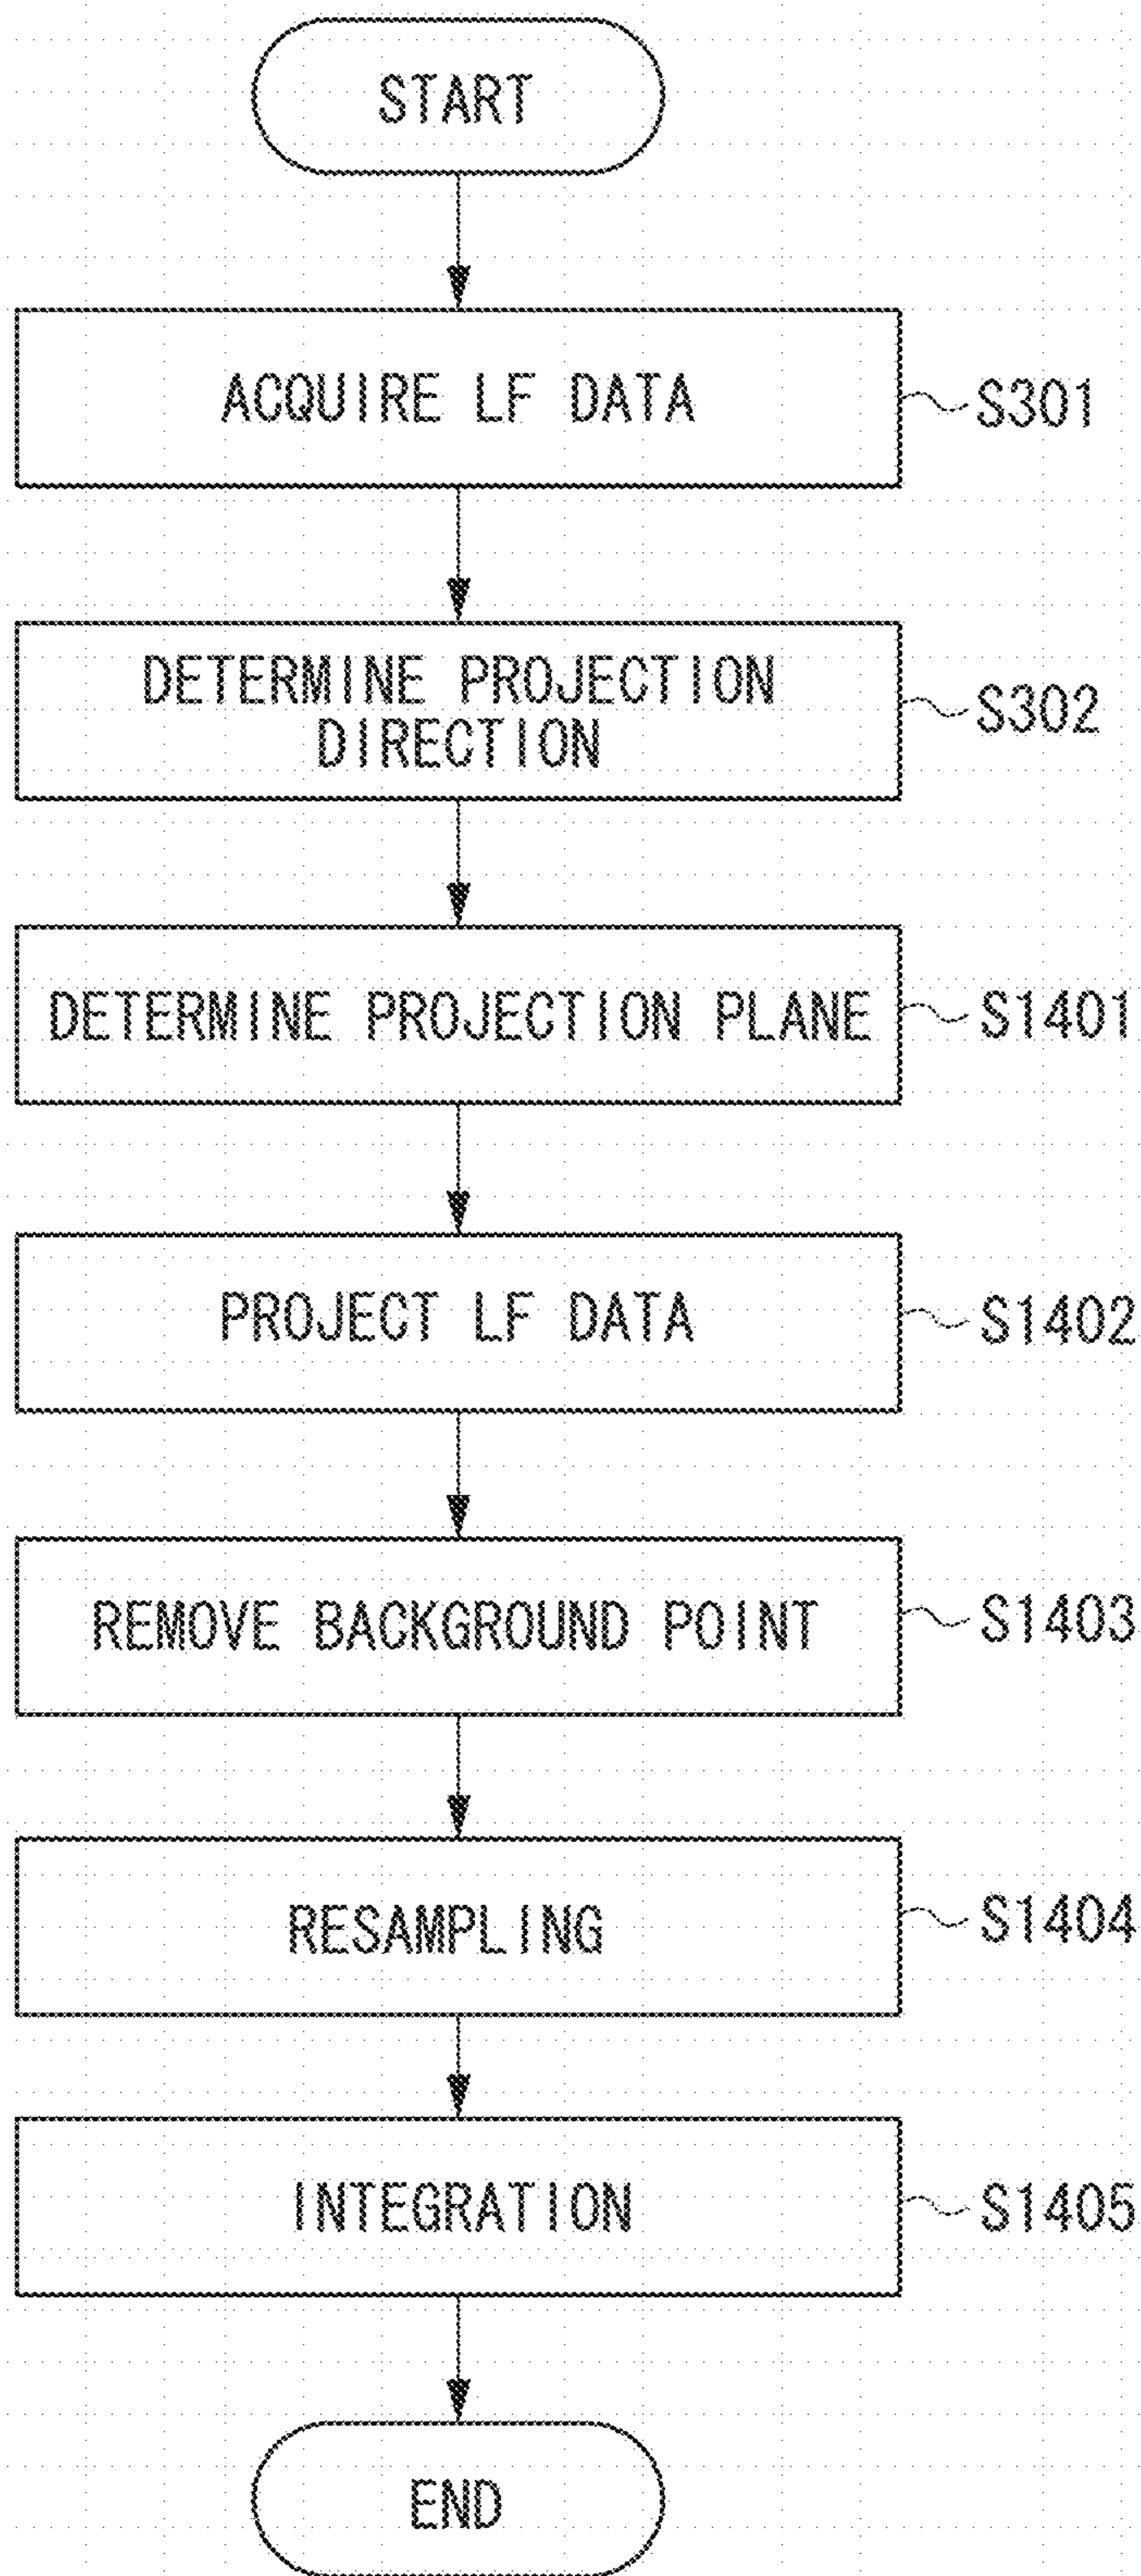 START
ACQUIRE LF DATA
S301
DETERMINE PROJECTION
DIRECTION
S302
DETERMINE PROJECTION PLANE
S1401
PROJECT LF DATA
S1402
REMOVE BACKGROUND POINT
S1403
RESAMPLING
S1404
INTEGRATION
S1405
END